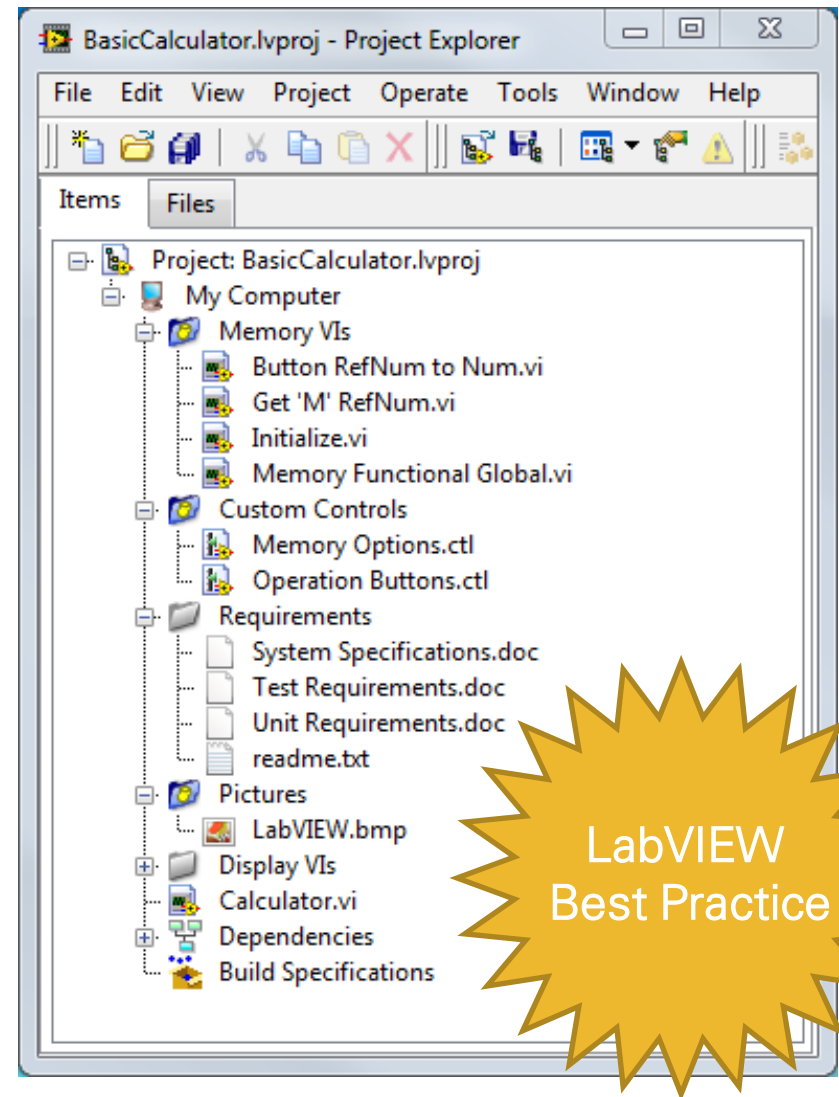 BasicCalculator.lvproj - Project Explorer
File Edit View Project Operate Tools Window Help
Items Files
Project: BasicCalculator.lvproj
My Computer
Memory VIs
Button RefNum to Num.vi
Get 'M' RefNum.vi
Initialize.vi
Memory Functional Global.vi
Custom Controls
Memory Options.ctl
Operation Buttons.ctl
Requirements
System Specifications.doc
Test Requirements.doc
Unit Requirements.doc
readme.txt
Pictures
LabVIEW.bmp
Display VIs
Calculator.vi
Dependencies
Build Specifications
LabVIEW
Best Practice